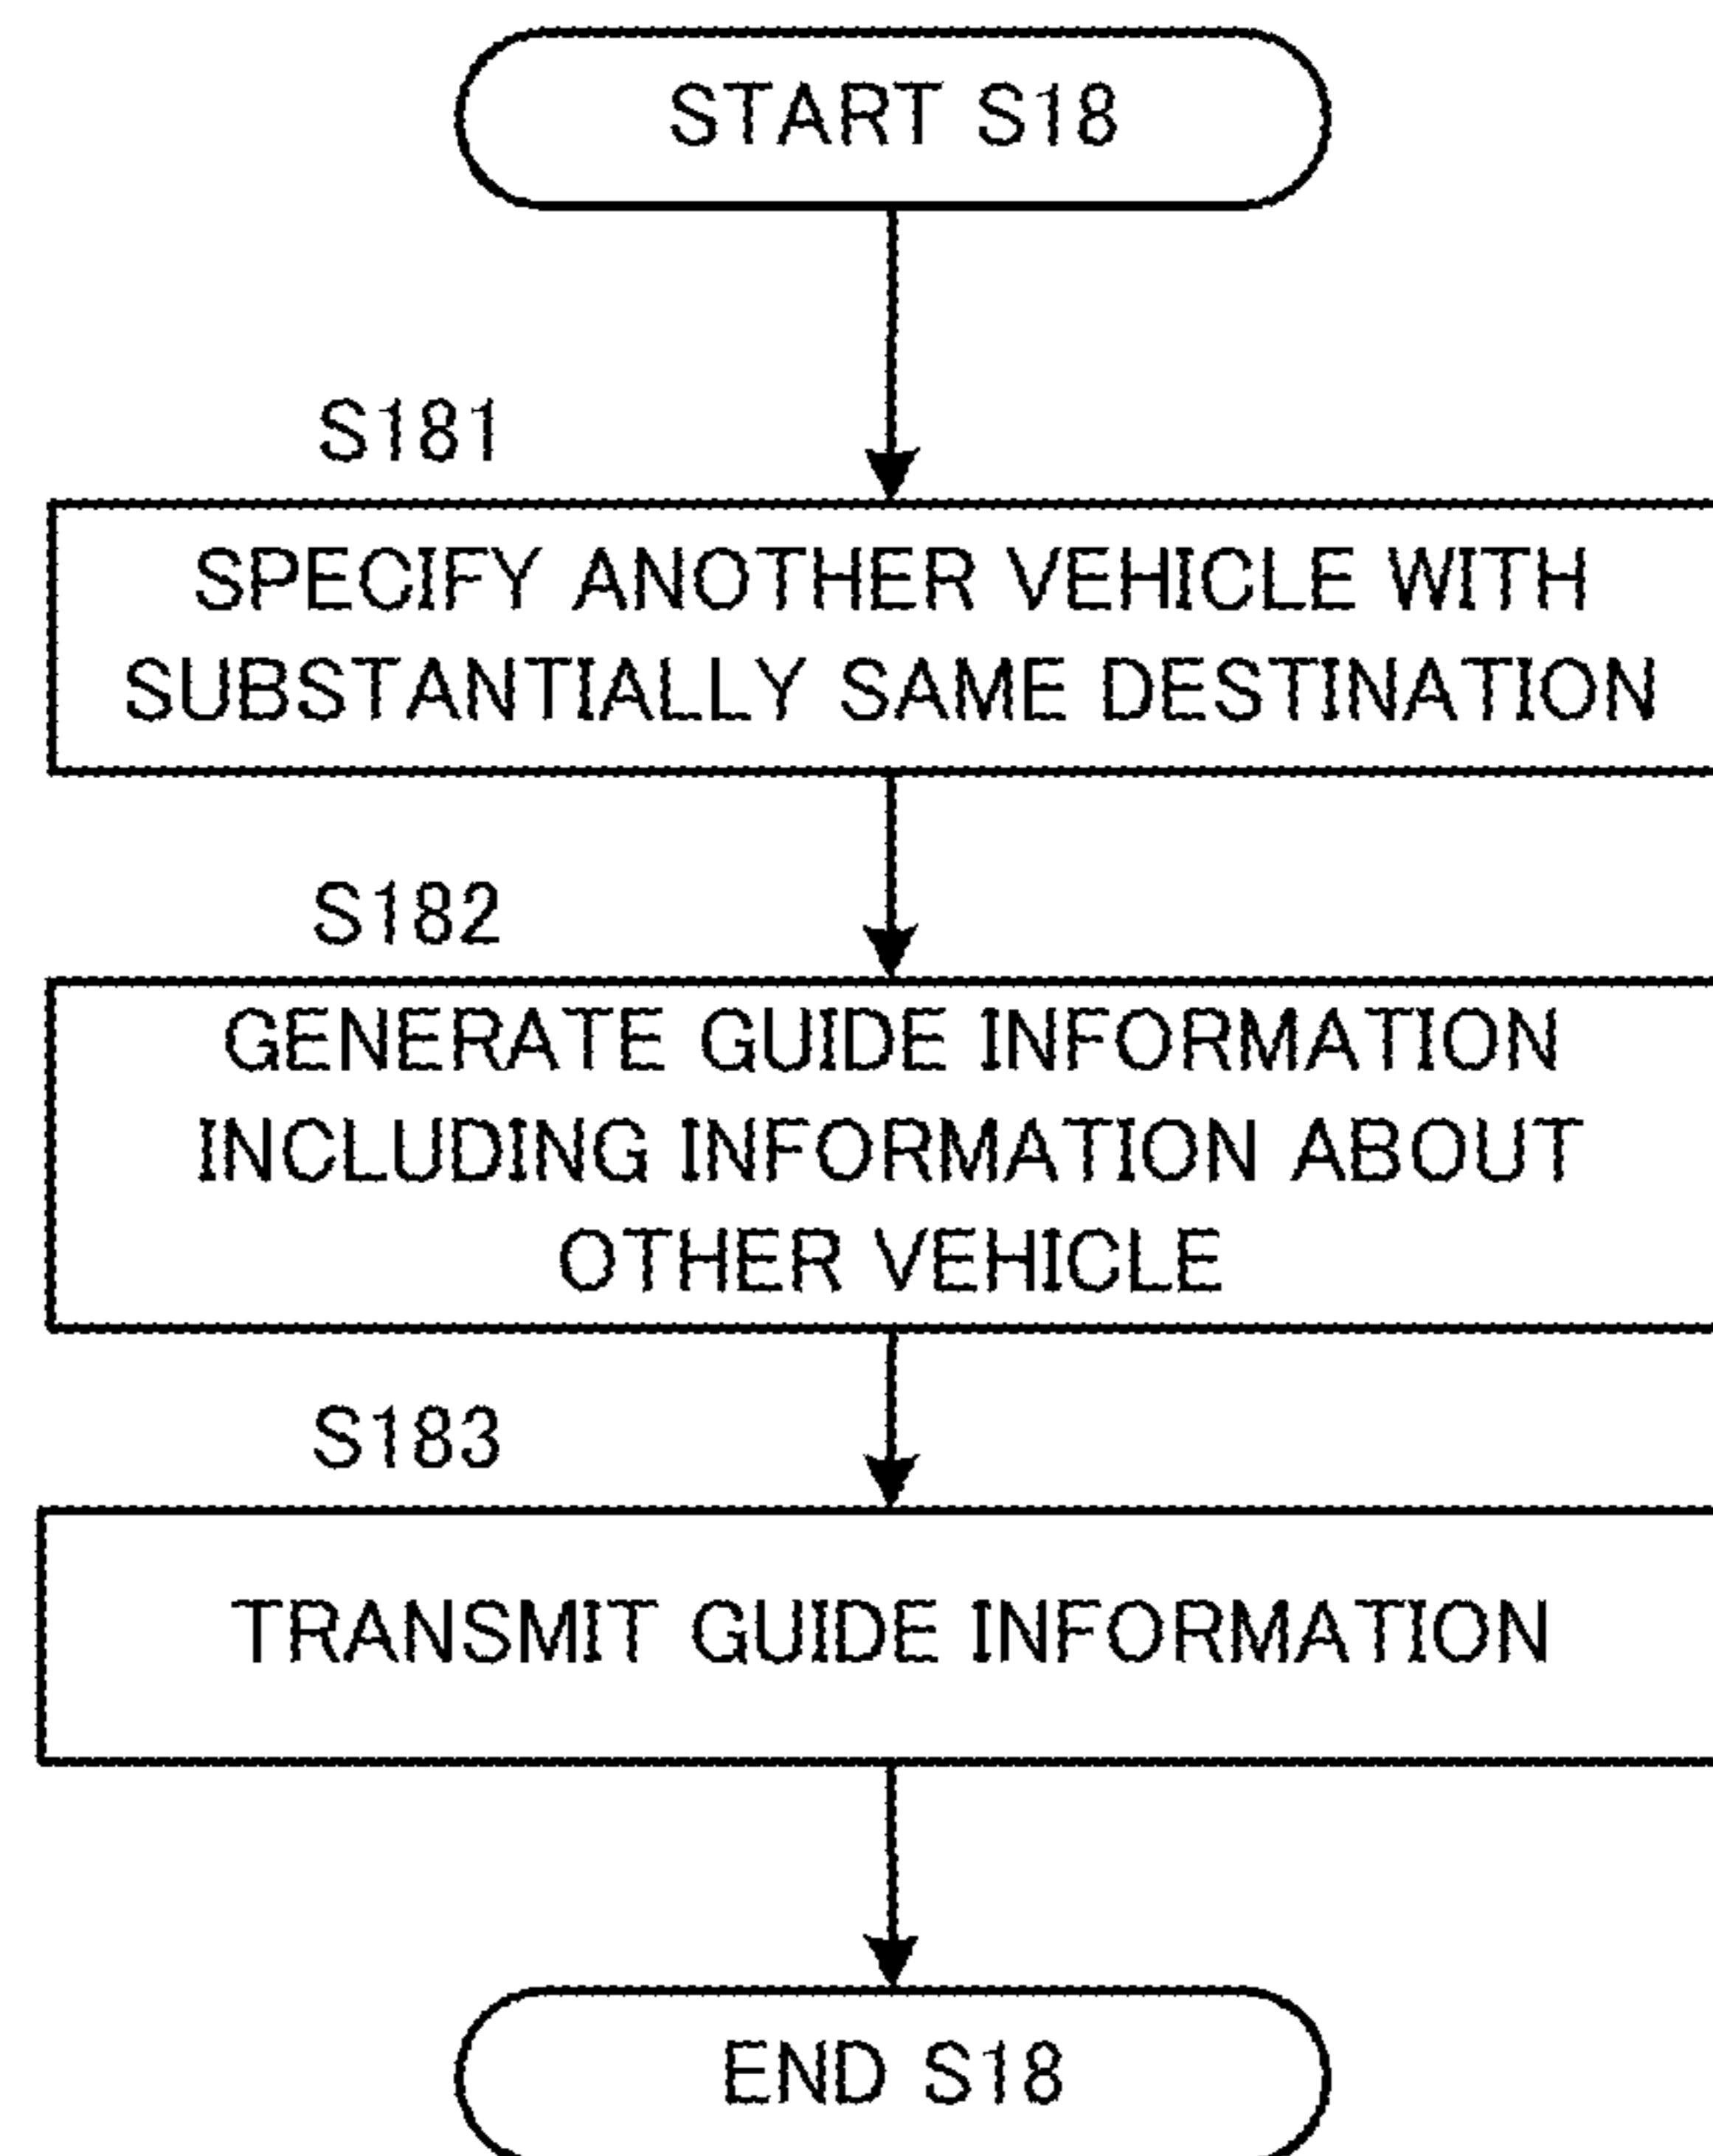 START S18
S181
SPECIFY ANOTHER VEHICLE WITH
SUBSTANTIALLY SAME DESTINATION
S182
GENERATE GUIDE INFORMATION
INCLUDING INFORMATION ABOUT
OTHER VEHICLE
S183
TRANSMIT GUIDE INFORMATION
END S18